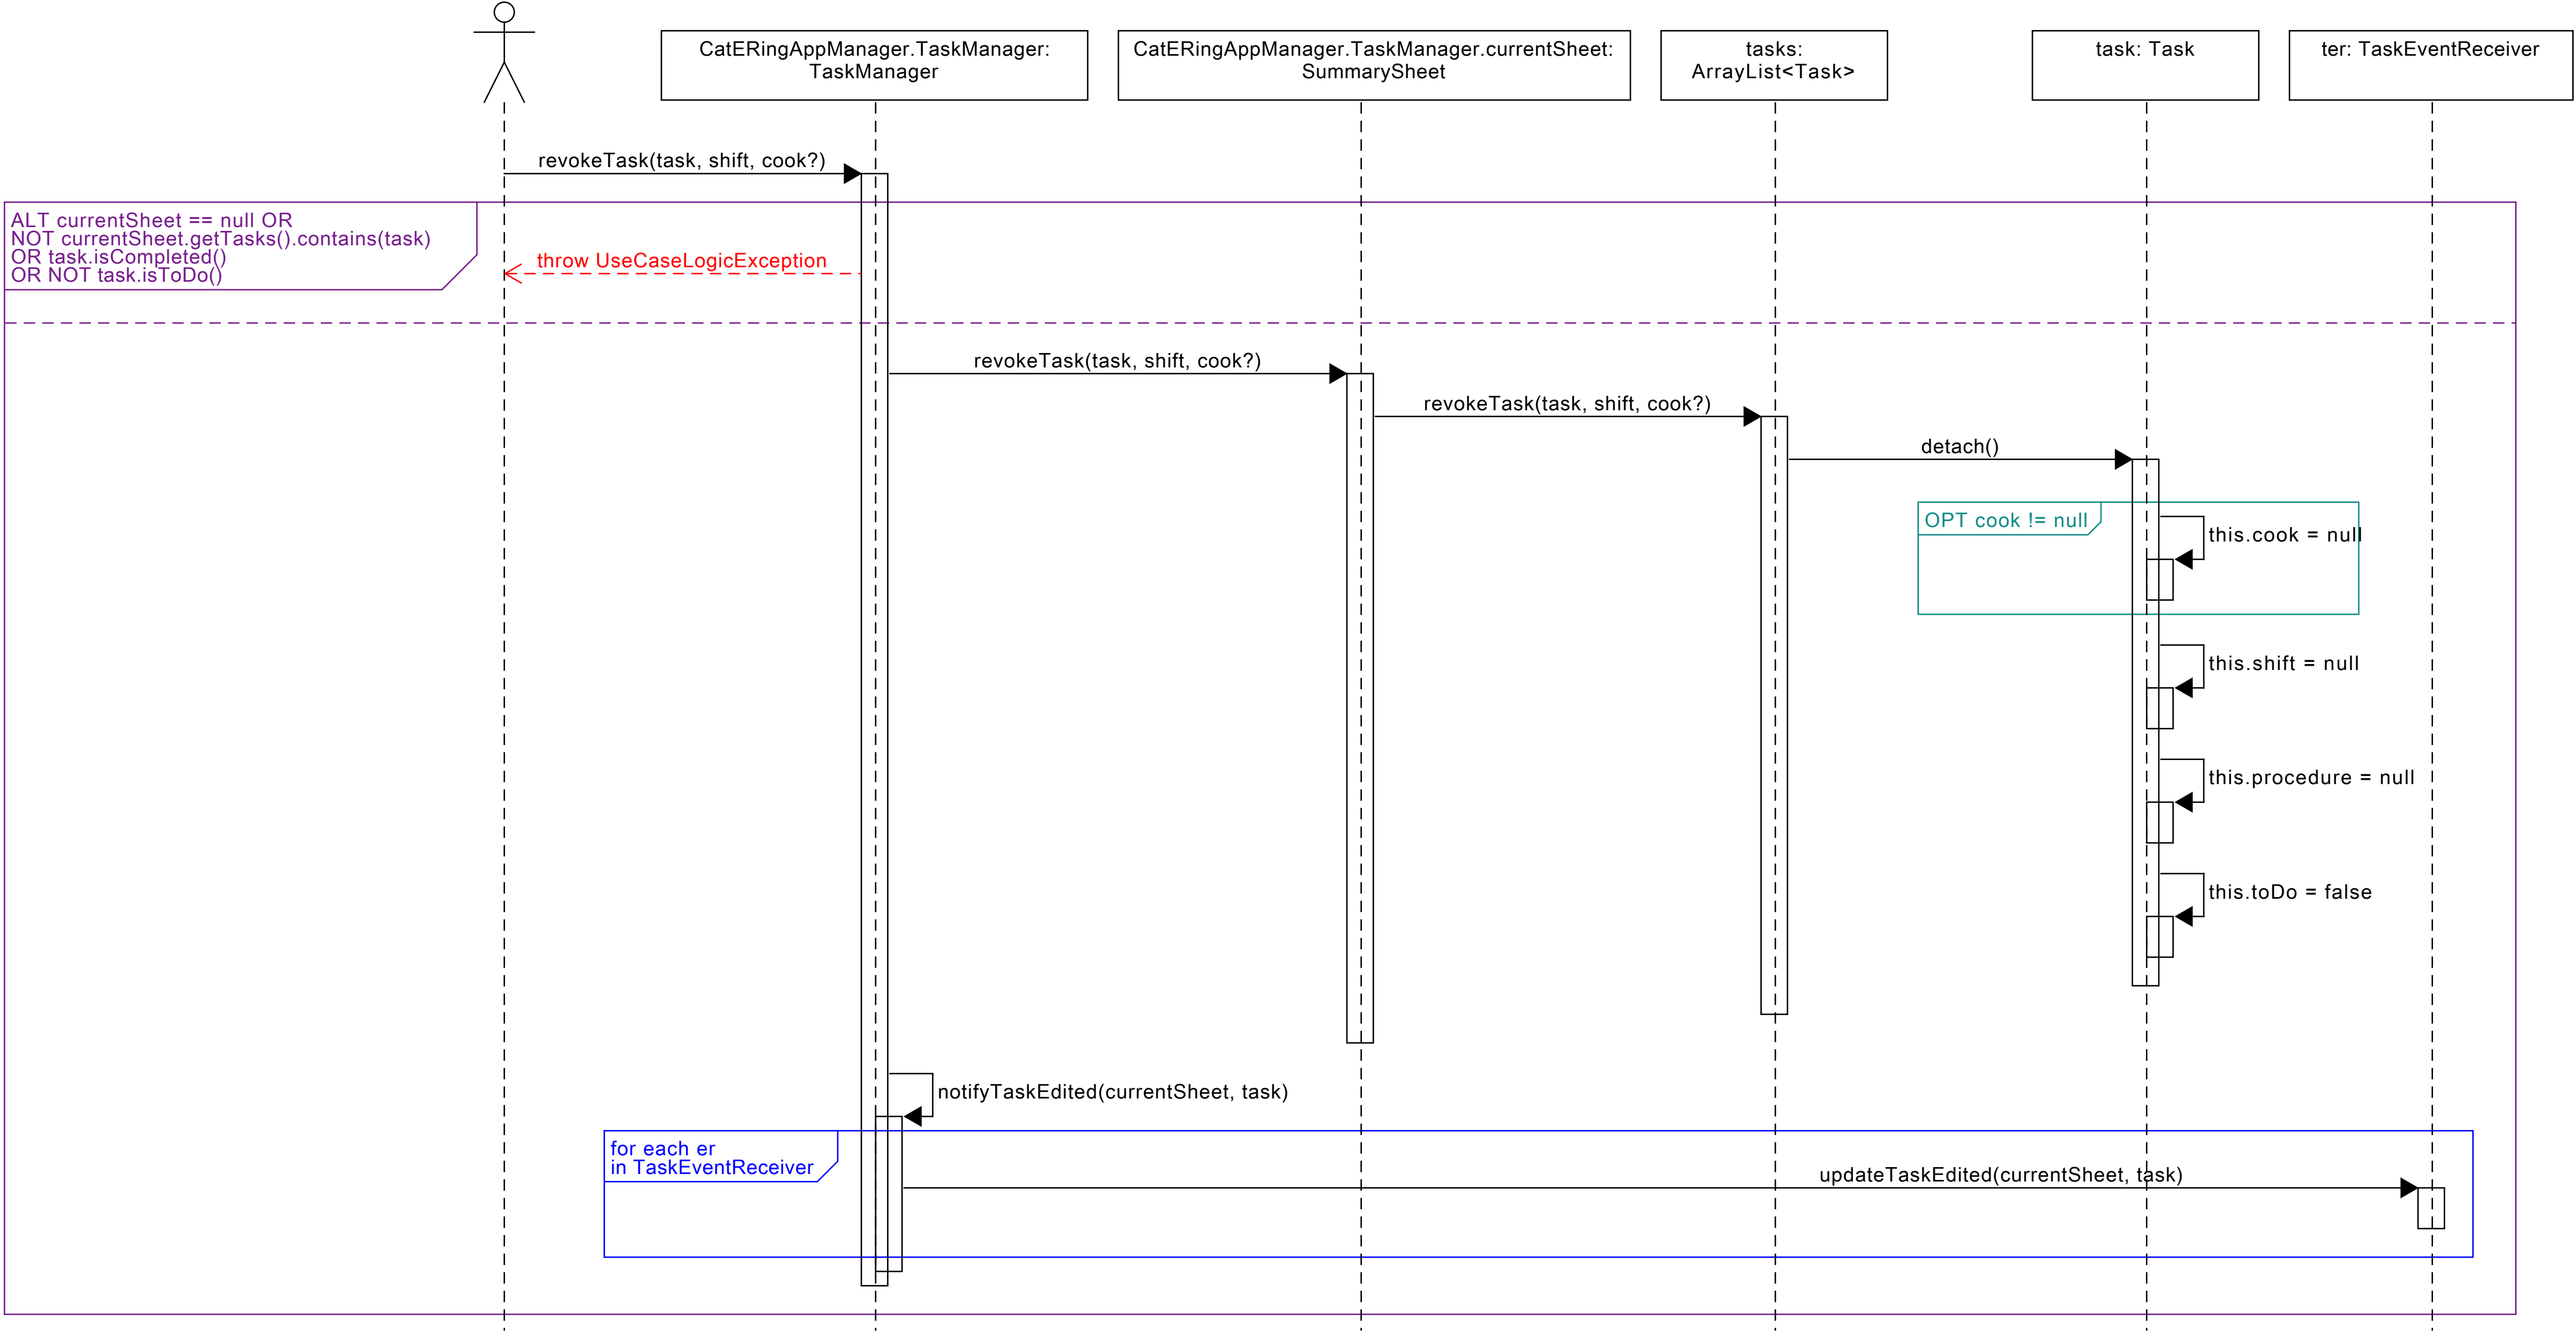 CatERingAppManager.TaskManager:
TaskManager
CatERingAppManager.TaskManager.currentSheet:
SummarySheet
tasks:
ArrayList<Task>
task: Task
ter: TaskEventReceiver
revokeTask(task, shift, cook?)
ALT currentSheet == null OR
NOT currentSheet.getTasks().contains(task)
OR task.isCompleted()
OR NOT task.isToDo()
throw UseCaseLogicException
revokeTask(task, shift, cook?)
revokeTask(task, shift, cook?)
detach()
OPT cook != null
this.cook = null
this.shift = null
this.procedure = null
this.toDo = false
notifyTaskEdited(currentSheet, task)
for each er
in TaskEventReceiver
updateTaskEdited(currentSheet, task)